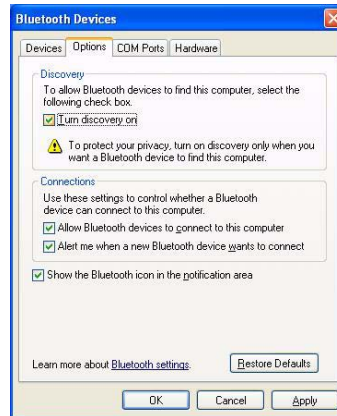 Bluetooth Devices
Devices Options COM Ports Hardware
Discovery
To allow Bluetooth devices to find this computer, select the
following check box.
Turn discovery on
To protect your privacy, turn on discovery only when you
want a Bluetooth device to find this computer.
Connections
Use these settings to control whether a Bluetooth
device can connect to this computer.
Allow Bluetooth devices to connect to this computer
Alert me when a new Bluetooth device wants to connect
Show the Bluetooth icon in the notification area
Learn more about Bluetooth settings. Restore Defaults
OK Cancel Apply